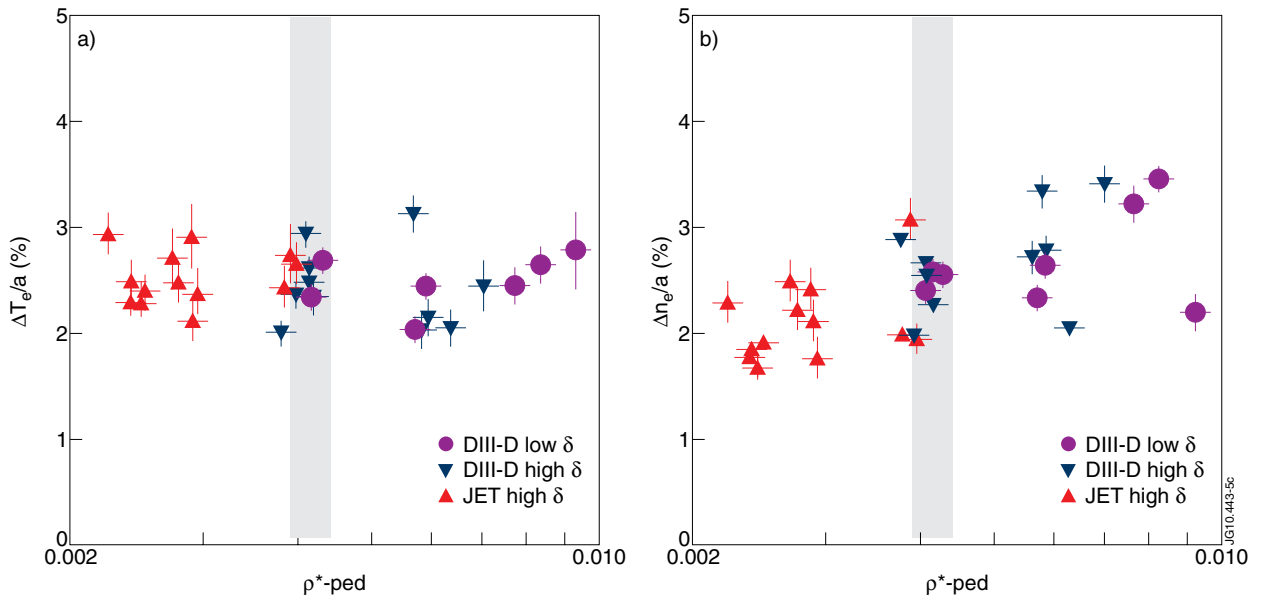 a)
5
4
3
2
1
0
ΔTe/a (%)
DIII-D low δ
DIII-D high δ
JET high δ
0.002
0.010
ρ*-ped
b)
5
4
3
2
1
0
Δne/a (%)
DIII-D low δ
DIII-D high δ
JET high δ
0.002
0.010
ρ*-ped
JG10.443-5c